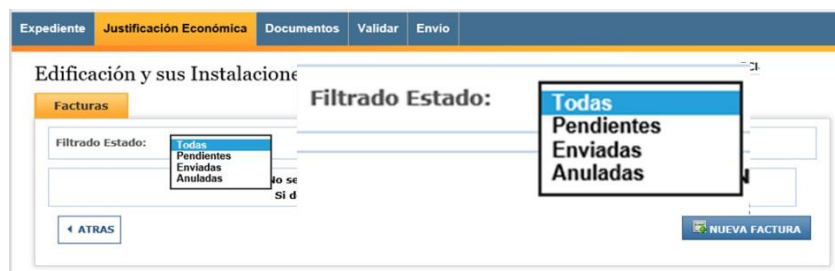 Expediente Justificación Económica Documentos Validar Envio
Edificación y sus Instalacione
Facturas
Filtrado Estado:
Todas
Pendientes
Enviadas
Anuladas
Filtrado Estado:
Todas
Pendientes
Enviadas
Anuladas
No se
Si d
ATRAS
NUEVA FACTURA